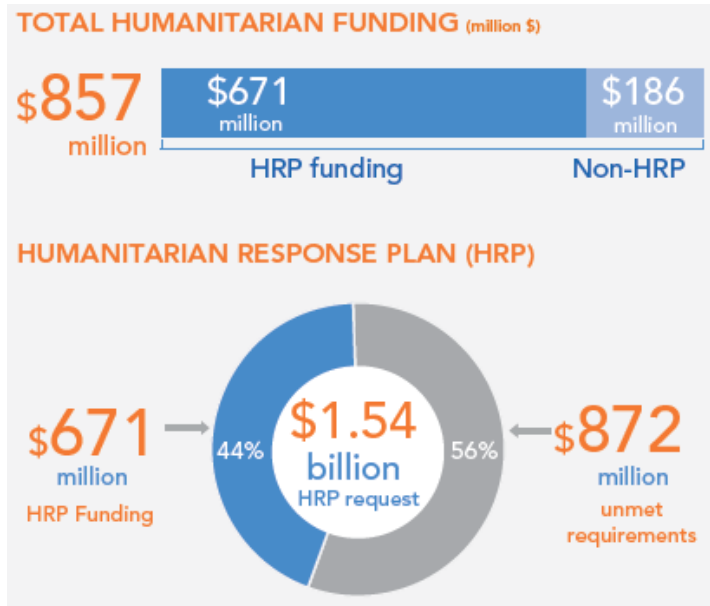 TOTAL HUMANITARIAN FUNDING (million $)
$857
million
$671
million
$186
million
HRP funding
Non-HRP
HUMANITARIAN RESPONSE PLAN (HRP)
$671
million
HRP Funding
44%
$1.54
billion
HRP request
56%
$872
million
unmet
requirements